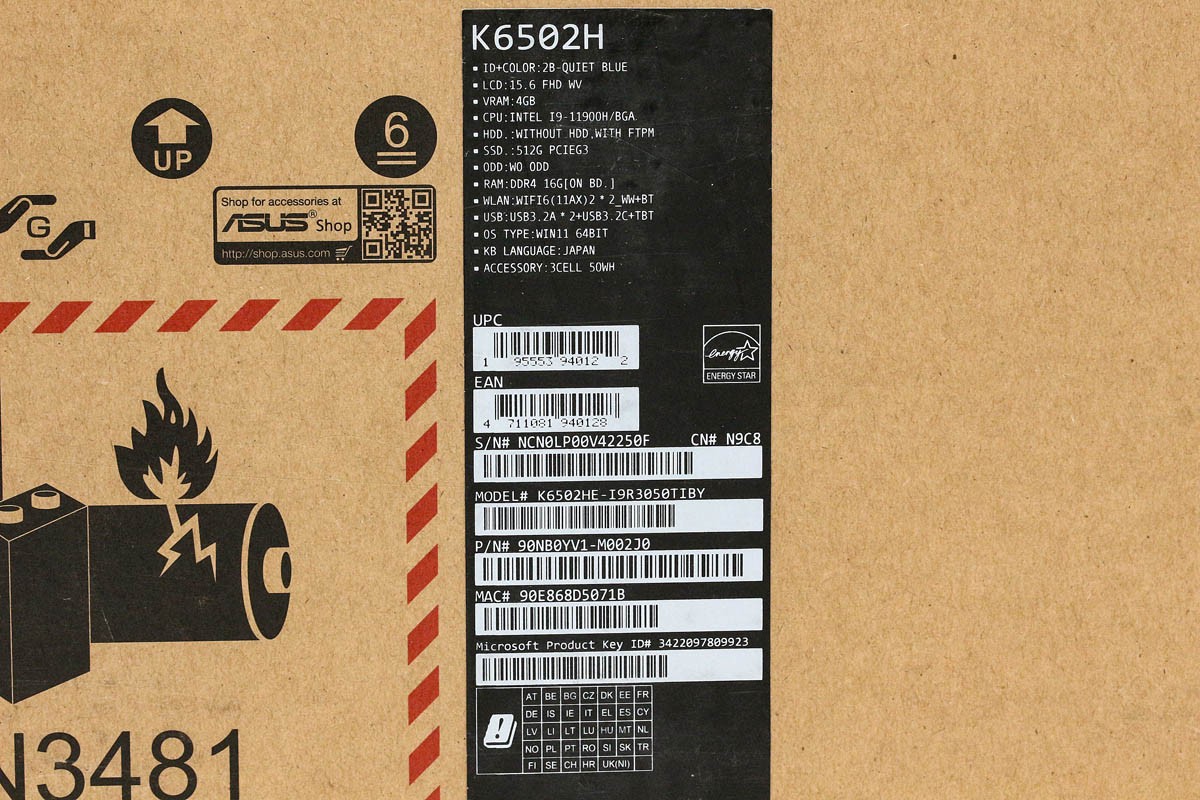 UP
6
G
Shop for accessories at
ASUS® Shop
http://shop.asus.com
N3481
K6502H
▪ ID+COLOR:2B-QUIET BLUE
▪ LCD:15.6 FHD WV
▪ VRAM:4GB
▪ CPU:INTEL I9-11900H/BGA
▪ HDD.:WITHOUT HDD,WITH FTPM
▪ SSD.:512G PCIEG3
▪ ODD:WO ODD
▪ RAM:DDR4 16G[ON BD.]
▪ WLAN:WIFI6(11AX)2*2_WW+BT
▪ USB:USB3.2A*2+USB3.2C+TBT
▪ OS TYPE:WIN11 64BIT
▪ KB LANGUAGE:JAPAN
▪ ACCESSORY:3CELL 50WH
UPC
1 95553 94012 2
energy
ENERGY STAR
EAN
4 711081 940128
S/N# NCN0LP00V42250F CN# N9C8
MODEL# K6502HE-I9R3050TIBY
P/N# 90NB0YV1-M002J0
MAC# 90E868D5071B
Microsoft Product Key ID# 3422097809923
AT BE BG CZ DK EE FR
DE IS IE IT EL ES CY
LV LI LT LU HU MT NL
NO PL PT RO SI SK TR
FI SE CH HR UK(NI)